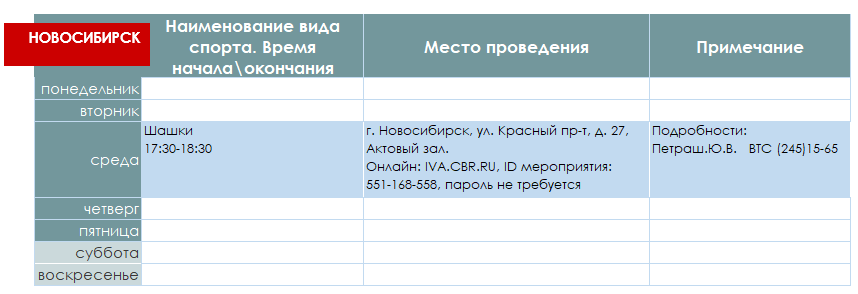 НОВОСИБИРСК
Наименование вида
спорта. Время
начала\окончания
Место проведения
Примечание
понедельник
вторник
среда
Шашки
17:30-18:30
г. Новосибирск, ул. Красный пр-т, д. 27,
Актовый зал.
Онлайн: IVA.CBR.RU, ID мероприятия:
551-168-558, пароль не требуется
Подробности:
Петраш.Ю.В. ВТС (245)15-65
четверг
пятница
суббота
воскресенье